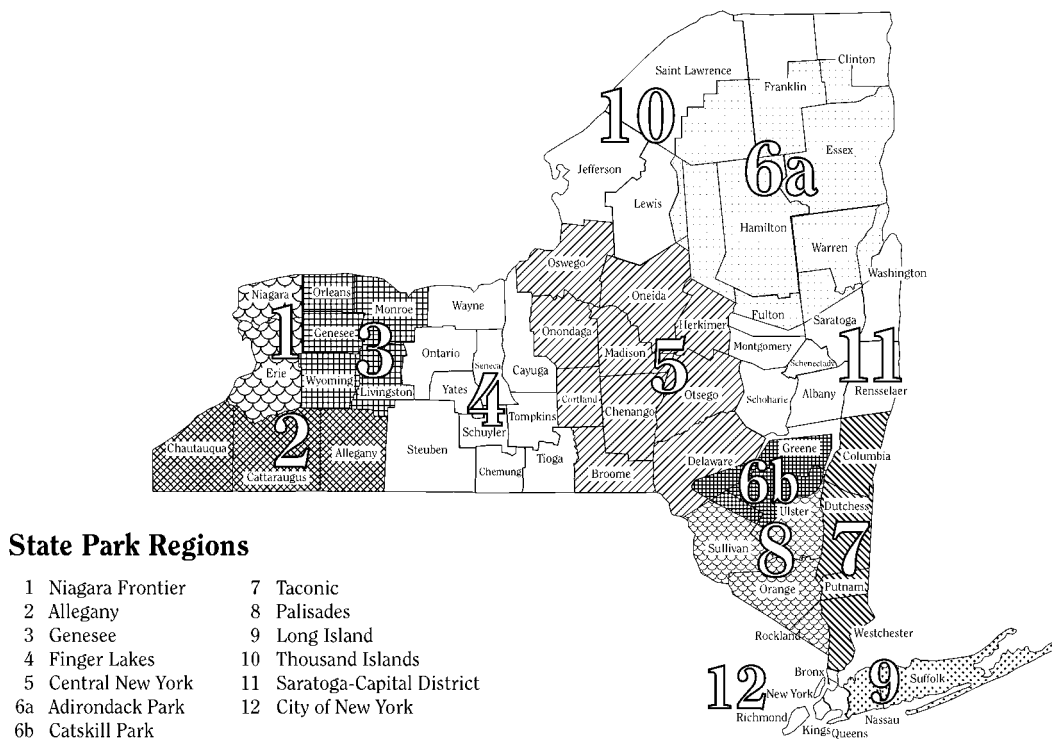 Clinton
Saint Lawrence
Franklin
10
Essex
6a
Jefferson
Lewis
Hamilton
Warren
Oswego
Washington
Niagara
Orleans
Oneida
Monroe
Wayne
Fulton
Saratoga
Herkimer
1
Genesee
3
Onondaga
Montgomery
Ontario
Madison
5
Schenectady
11
Seneca
Erie
Cayuga
Wyoming
Yates
4
Livingston
Cortland
Otsego
Schoharie
Albany
Rensselaer
Chenango
Tompkins
Schuyler
2
Chautauqua
Allegany
Steuben
Greene
Columbia
Tioga
Delaware
Chemung
Broome
Cattaraugus
6b
Ulster
Dutchess
Sullivan
8
7
Orange
Putnam
Rockland
Westchester
Bronx
12
9
Suffolk
New York
Richmond
Nassau
Kings
Queens
State Park Regions
1 Niagara Frontier
2 Allegany
3 Genesee
4 Finger Lakes
5 Central New York
6a Adirondack Park
6b Catskill Park
7 Taconic
8 Palisades
9 Long Island
10 Thousand Islands
11 Saratoga-Capital District
12 City of New York